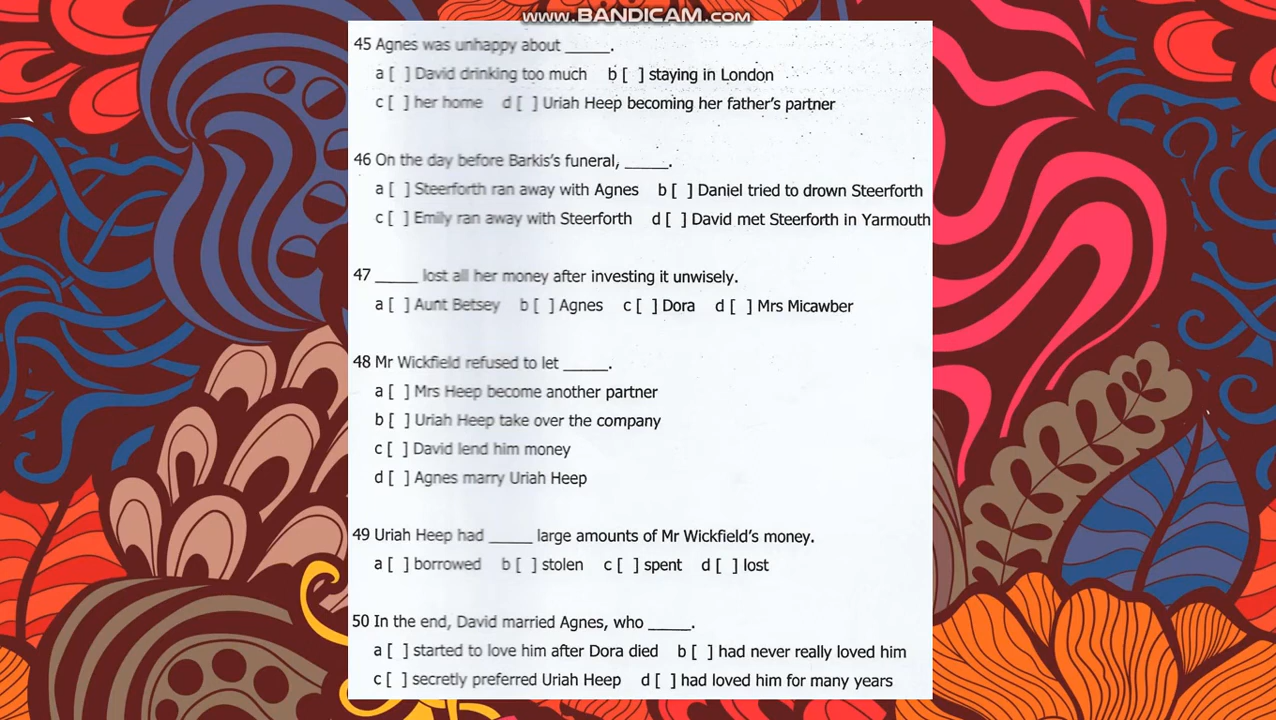 www.BANDICAM.com
45 Agnes was unhappy about _____.
a [ ] David drinking too much b [ ] staying in London
c [ ] her home d [ ] Uriah Heep becoming her father's partner
46 On the day before Barkis's funeral, _____.
a [ ] Steerforth ran away with Agnes b [ ] Daniel tried to drown Steerforth
c [ ] Emily ran away with Steerforth d [ ] David met Steerforth in Yarmouth
47 _____ lost all her money after investing it unwisely.
a [ ] Aunt Betsey b [ ] Agnes c [ ] Dora d [ ] Mrs Micawber
48 Mr Wickfield refused to let _____.
a [ ] Mrs Heep become another partner
b [ ] Uriah Heep take over the company
c [ ] David lend him money
d [ ] Agnes marry Uriah Heep
49 Uriah Heep had _____ large amounts of Mr Wickfield's money.
a [ ] borrowed b [ ] stolen c [ ] spent d [ ] lost
50 In the end, David married Agnes, who _____.
a [ ] started to love him after Dora died b [ ] had never really loved him
c [ ] secretly preferred Uriah Heep d [ ] had loved him for many years